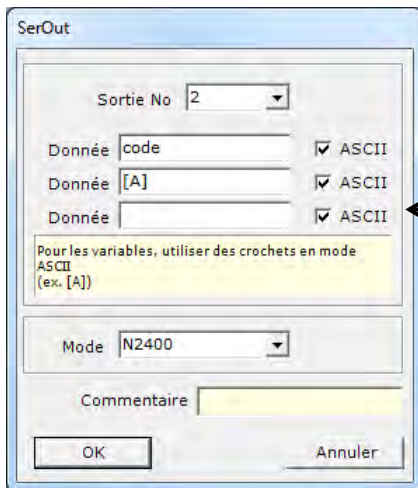 SerOut
Sortie No 2
Donnée code ASCII
Donnée [A] ASCII
Donnée ASCII
Pour les variables, utiliser des crochets en mode
ASCII
(ex. [A])
Mode N2400
Commentaire
OK Annuler